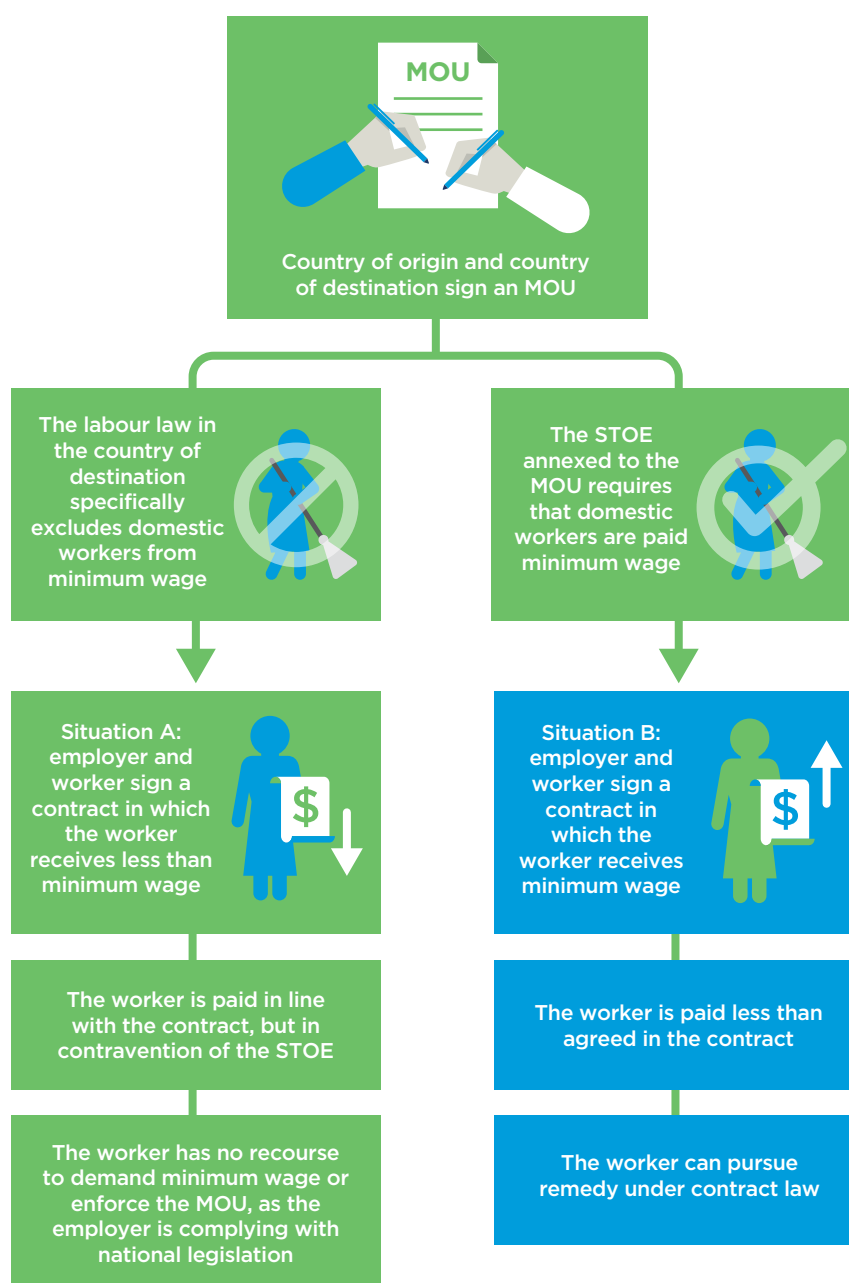 MOU
Country of origin and country
of destination sign an MOU
The labour law in
the country of
destination
specifically
excludes domestic
workers from
minimum wage
The STOE
annexed to the
MOU requires
that domestic
workers are paid
minimum wage
Situation A:
employer and
worker sign a
contract in which
the worker
receives less than
minimum wage
$
Situation B:
employer and
worker sign a
contract in
which the
worker receives
minimum wage
$
The worker is paid in line
with the contract, but in
contravention of the STOE
The worker is paid less than
agreed in the contract
The worker has no recourse
to demand minimum wage or
enforce the MOU, as the
employer is complying with
national legislation
The worker can pursue
remedy under contract law